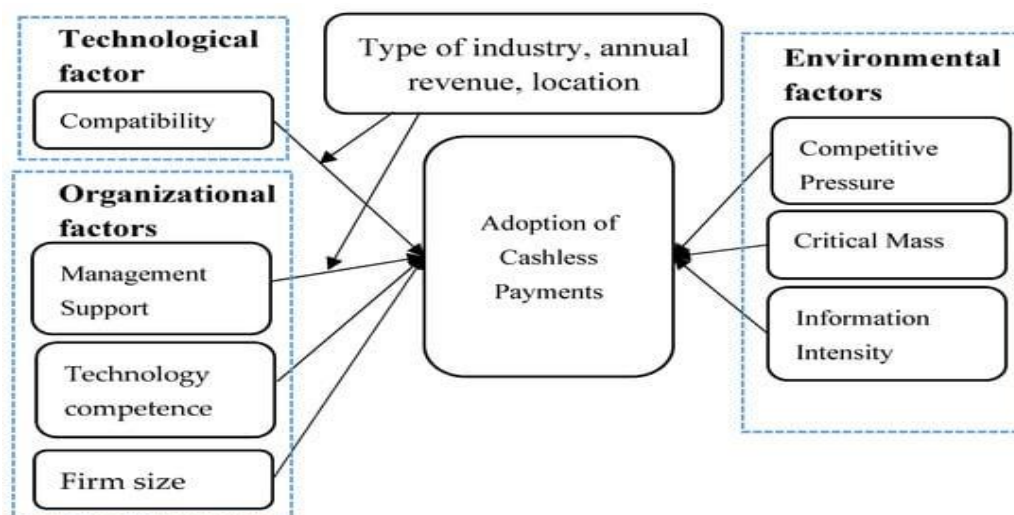 Technological
factor
Compatibility
Type of industry, annual
revenue, location
Organizational
factors
Management
Support
Technology
competence
Firm size
Adoption of
Cashless
Payments
Environmental
factors
Competitive
Pressure
Critical Mass
Information
Intensity